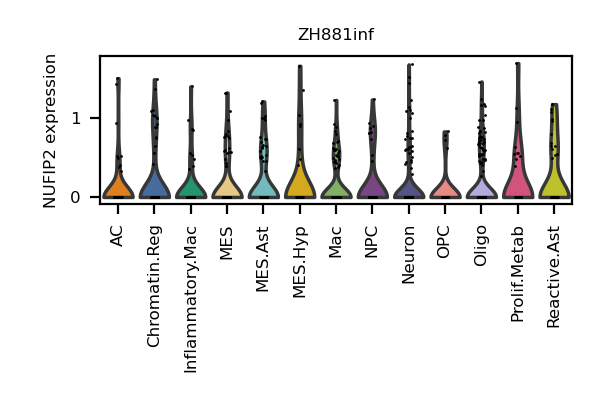 ZH881inf
NUFIP2 expression
1
0
AC
Chromatin.Reg
Inflammatory.Mac
MES
MES.Ast
MES.Hyp
Mac
NPC
Neuron
OPC
Oligo
Prolif.Metab
Reactive.Ast